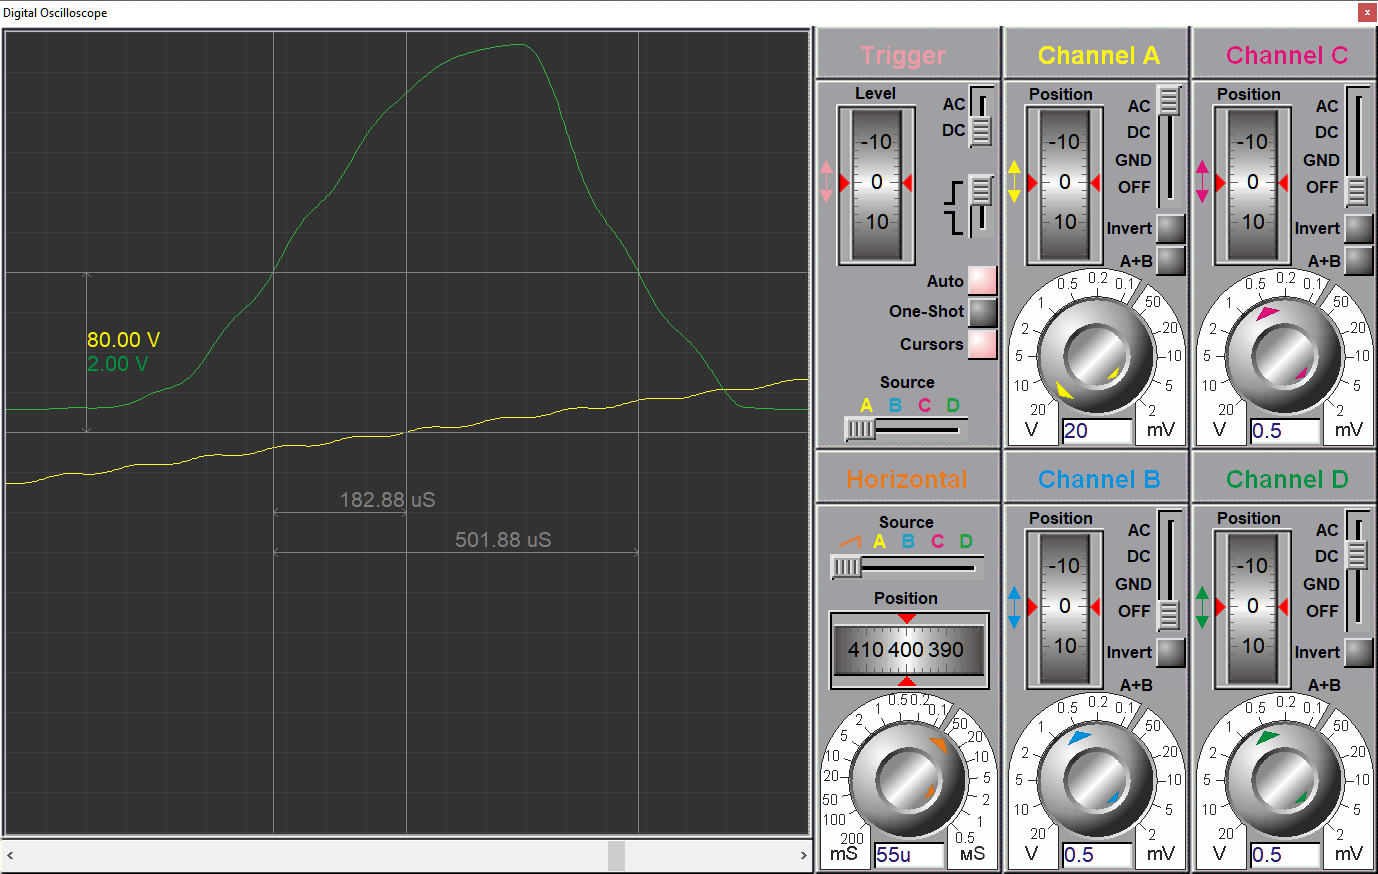 Digital Oscilloscope
x
80.00 V
2.00 V
182.88 uS
501.88 uS
Trigger
Level
AC
DC
-10
0
10
Auto
One-Shot
Cursors
Source
A B C D
Channel A
Position
AC
DC
GND
OFF
-10
0
10
Invert
A+B
20 10 5 2 1 0.5 0.2 0.1 50 20 10 5 2
V 20 mV
Channel C
Position
AC
DC
GND
OFF
-10
0
10
Invert
A+B
20 10 5 2 1 0.5 0.2 0.1 50 20 10 5 2
V 0.5 mV
Horizontal
Source
A B C D
Position
410 400 390
200 100 50 20 10 5 2 1 0.5 0.2 0.1 50 20 10 5 2 1 0.5
mS 55u мS
Channel B
Position
AC
DC
GND
OFF
-10
0
10
Invert
A+B
20 10 5 2 1 0.5 0.2 0.1 50 20 10 5 2
V 0.5 mV
Channel D
Position
AC
DC
GND
OFF
-10
0
10
Invert
A+B
20 10 5 2 1 0.5 0.2 0.1 50 20 10 5 2
V 0.5 mV